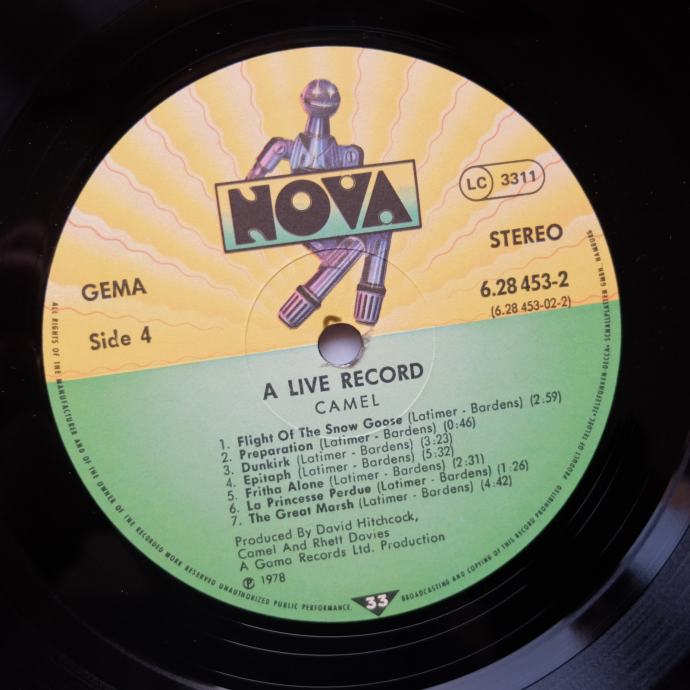 NOVA
LC 3311
STEREO
GEMA
6.28 453-2
(6.28 453-02-2)
Side 4
A LIVE RECORD
CAMEL
1. Flight Of The Snow Goose (Latimer - Bardens) (2:59)
2. Preparation (Latimer - Bardens) (0:46)
3. Dunkirk (Latimer - Bardens) (3:23)
4. Epitaph (Latimer - Bardens) (5:32)
5. Fritha Alone (Latimer - Bardens) (2:31)
6. La Princesse Perdue (Latimer - Bardens) (1:26)
7. The Great Marsh (Latimer - Bardens) (4:42)
Produced By David Hitchcock,
Camel And Rhett Davies
A Gama Records Ltd. Production
℗ 1978
33
ALL RIGHTS OF THE MANUFACTURER AND OF THE OWNER OF THE RECORDED WORK RESERVED UNAUTHORIZED PUBLIC PERFORMANCE, BROADCASTING AND COPYING OF THIS RECORD PROHIBITED PRODUCT OF TELDEC »TELEFUNKEN-DECCA« SCHALLPLATTEN GMBH., HAMBURG